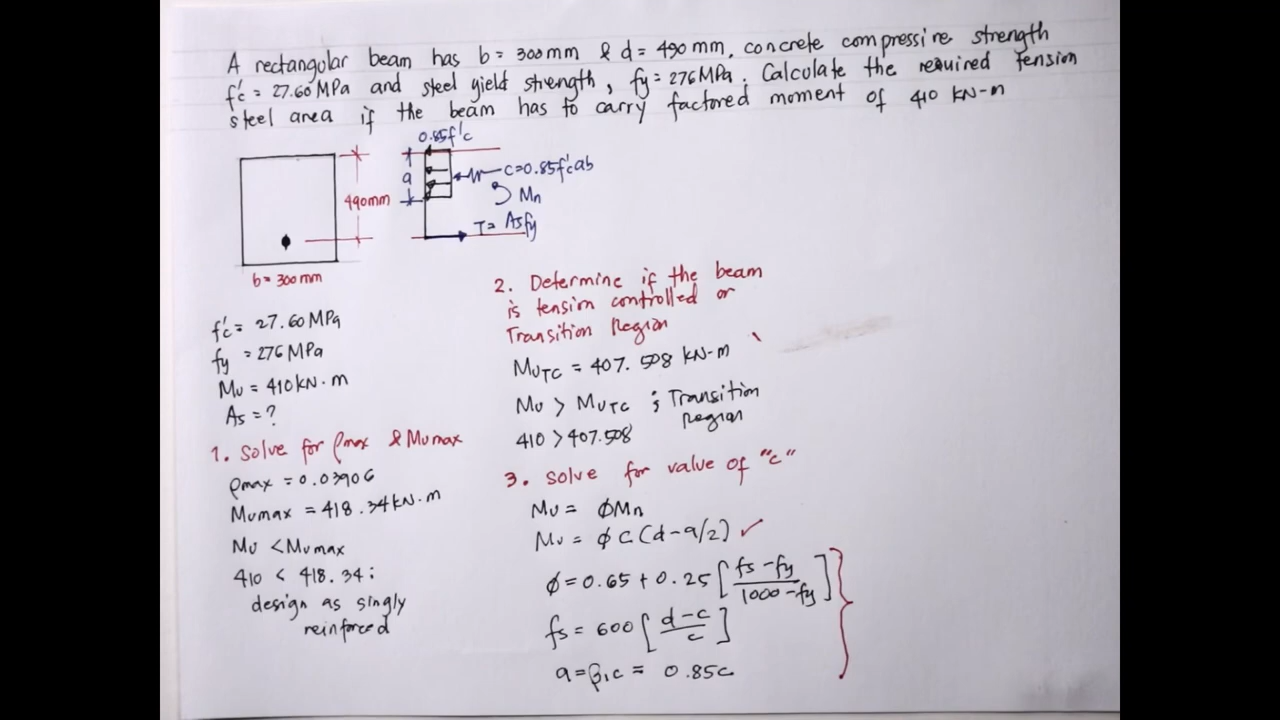 A rectangular beam has b = 300mm & d = 490 mm. concrete compressive strength
f'c = 27.60 MPa and steel yield strength, fy = 276 MPa. Calculate the required tension
steel area if the beam has to carry factored moment of 410 kN-m
0.85f'c
a
C=0.85f'cab
Mn
T= Asfy
490mm
b= 300mm
f'c = 27.60 MPa
fy = 276 MPa
Mu = 410 kN.m
As = ?
1. Solve for ρmax & Mumax
ρmax = 0.03906
Mumax = 418.34 kN.m
Mu < Mumax
410 < 418.34 :
design as singly
reinforced
2. Determine if the beam
is tension controlled or
Transition Region
MuTC = 407.508 kN-m
Mu > MuTC ; Transition
Region
410 > 407.508
3. Solve for value of "c"
Mu = ϕMn
Mu = ϕ C (d - a/2) ✓
ϕ = 0.65 + 0.25 [ fs - fy / 1000 - fy ]
fs = 600 [ d - c / c ]
a = β1c = 0.85c